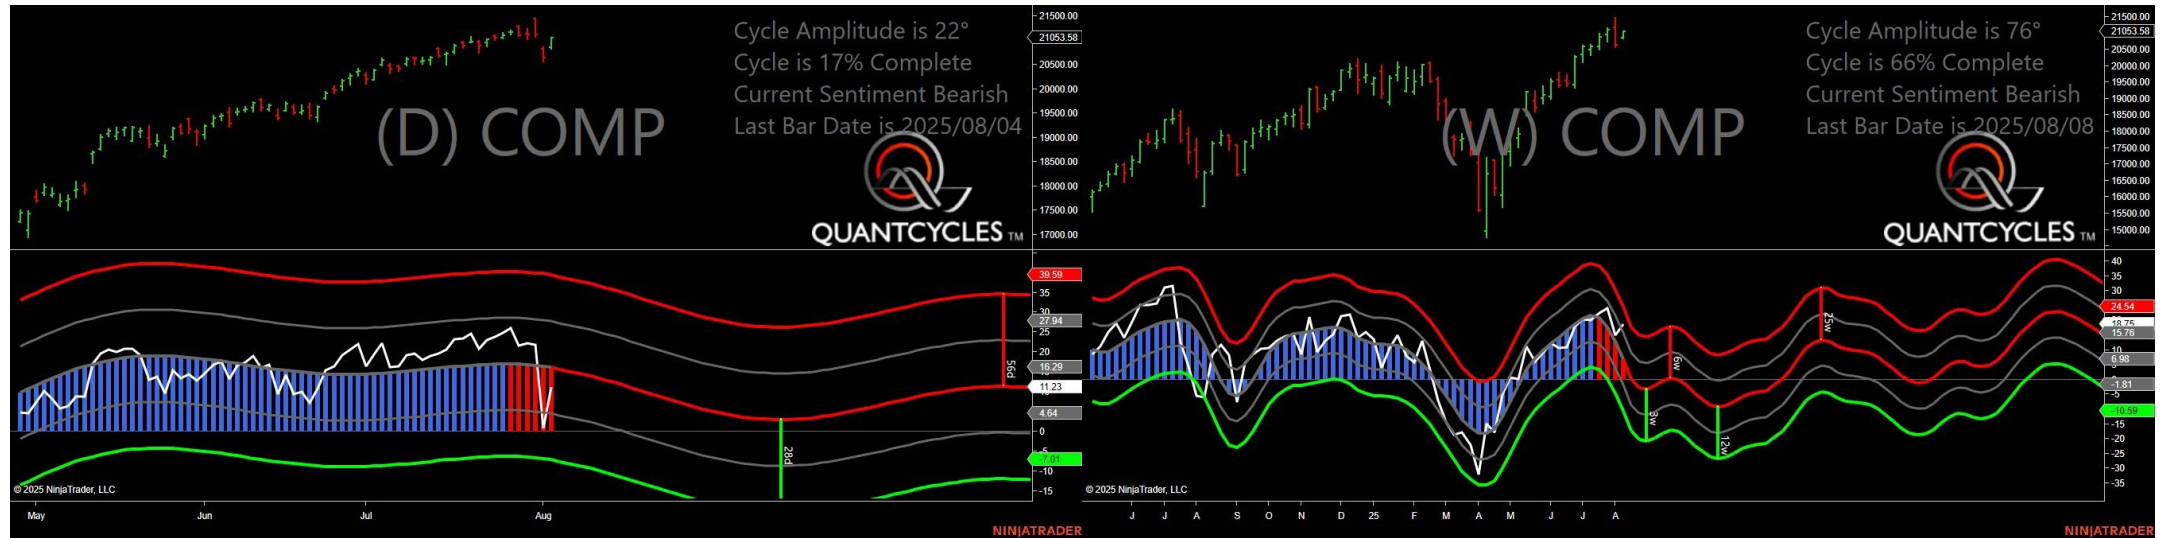 Cycle Amplitude is 22°
Cycle is 17% Complete
Current Sentiment Bearish
Last Bar Date is 2025/08/04
(D) COMP
QUANTCYCLES TM
21500.00
21053.58
20500.00
20000.00
19500.00
19000.00
18500.00
18000.00
17500.00
17000.00
39.59
35
30
27.94
25
20
16.29
11.23
4.64
0
-7.01
-10
-15
56d
28d
© 2025 NinjaTrader, LLC
May Jun Jul Aug
NINJATRADER
Cycle Amplitude is 76°
Cycle is 66% Complete
Current Sentiment Bearish
Last Bar Date is 2025/08/08
(W) COMP
QUANTCYCLES TM
21500.00
21053.58
20500.00
20000.00
19500.00
19000.00
18500.00
18000.00
17500.00
17000.00
16500.00
16000.00
15500.00
15000.00
40
35
30
24.54
18.75
15.76
10
6.98
-1.81
-5
-10.59
-15
-20
-25
-30
-35
6w
12w
© 2025 NinjaTrader, LLC
J J A S O N D 25 F M A M J J A
NINJATRADER